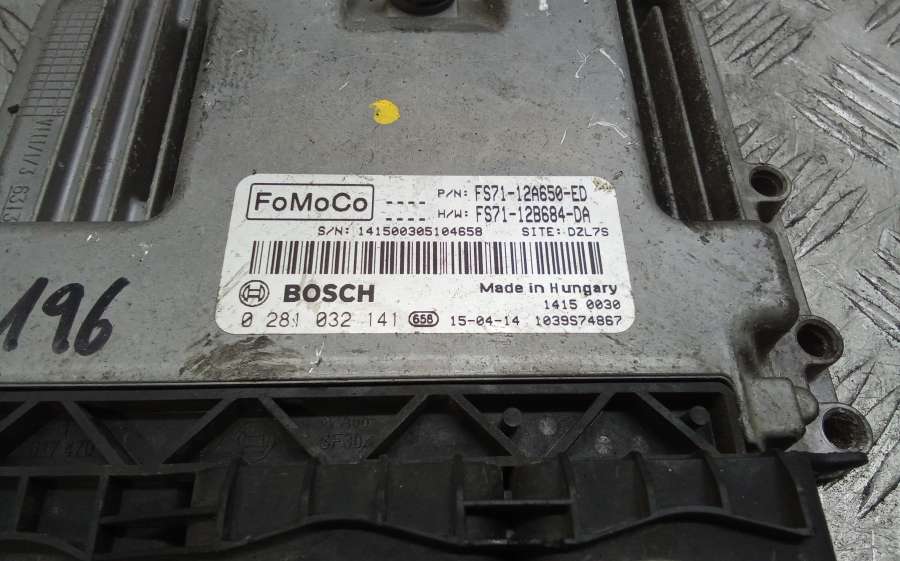 FoMoCo
P/N: FS71-12A650-ED
---- H/W: FS71-12B684-DA
S/N: 141500305104658 SITE: DZL7S
BOSCH Made in Hungary
1415 0030
0 281 032 141 658 15-04-14 1039S74867
196